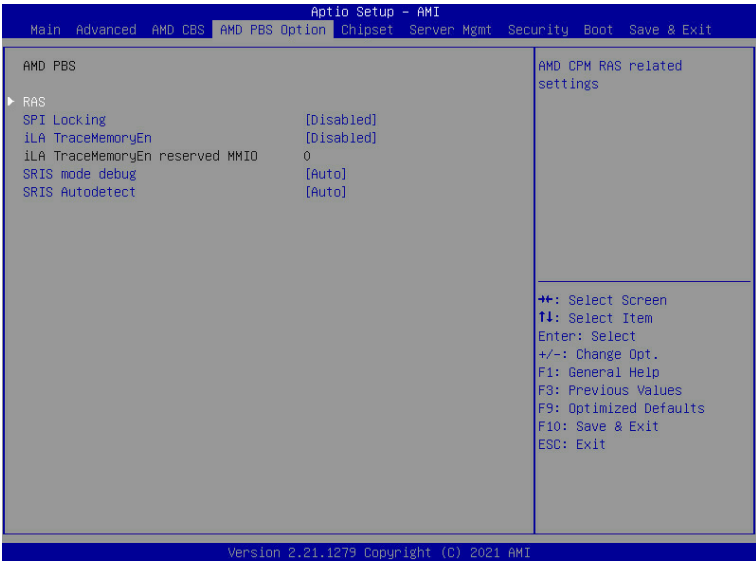 Aptio Setup – AMI
Main Advanced AMD CBS AMD PBS Option Chipset Server Mgmt Security Boot Save & Exit
AMD PBS
RAS
SPI Locking [Disabled]
iLA TraceMemoryEn [Disabled]
iLA TraceMemoryEn reserved MMIO 0
SRIS mode debug [Auto]
SRIS Autodetect [Auto]
AMD CPM RAS related
settings
→←: Select Screen
↑↓: Select Item
Enter: Select
+/-: Change Opt.
F1: General Help
F3: Previous Values
F9: Optimized Defaults
F10: Save & Exit
ESC: Exit
Version 2.21.1279 Copyright (C) 2021 AMI